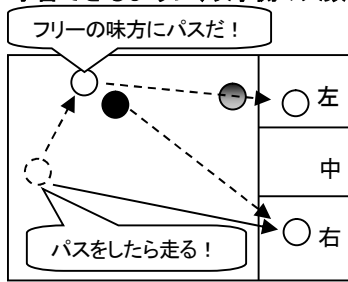 フリーの味方にパスだ！
左
中
右
パスをしたら走る！